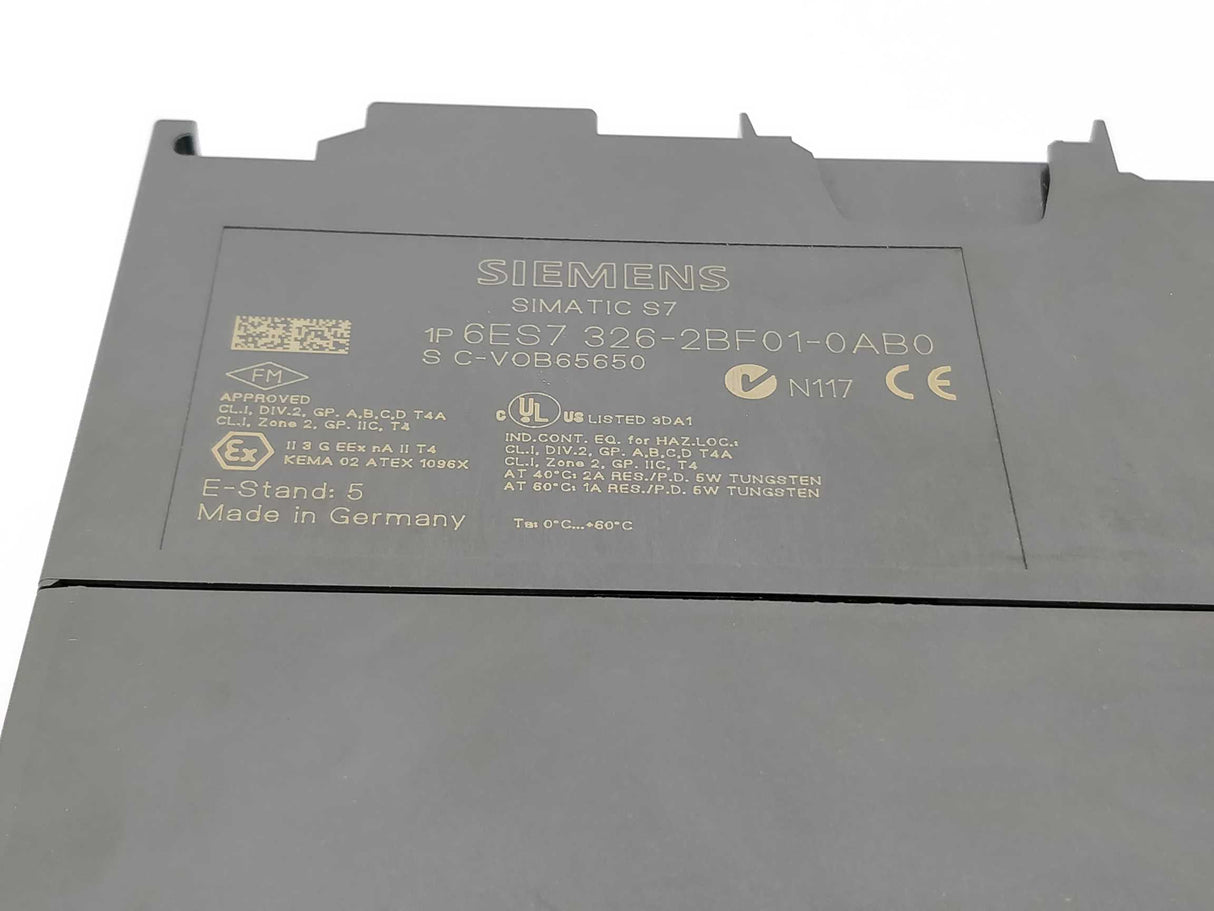 SIEMENS
SIMATIC S7
1P 6ES7 326-2BF01-0AB0
S C-V0B65650
N117 CE
FM
APPROVED
CL.I, DIV.2, GP. A,B,C,D T4A
CL.I, Zone 2, GP. IIC, T4
Ex II 3 G EEx nA II T4
KEMA 02 ATEX 1096X
E-Stand: 5
Made in Germany
C UL US LISTED 3DA1
IND.CONT. EQ. for HAZ.LOC.:
CL.I, DIV.2, GP. A,B,C,D T4A
CL.I, Zone 2, GP. IIC, T4
AT 40°C: 2A RES./P.D. 5W TUNGSTEN
AT 60°C: 1A RES./P.D. 5W TUNGSTEN
Ta: 0°C...+60°C